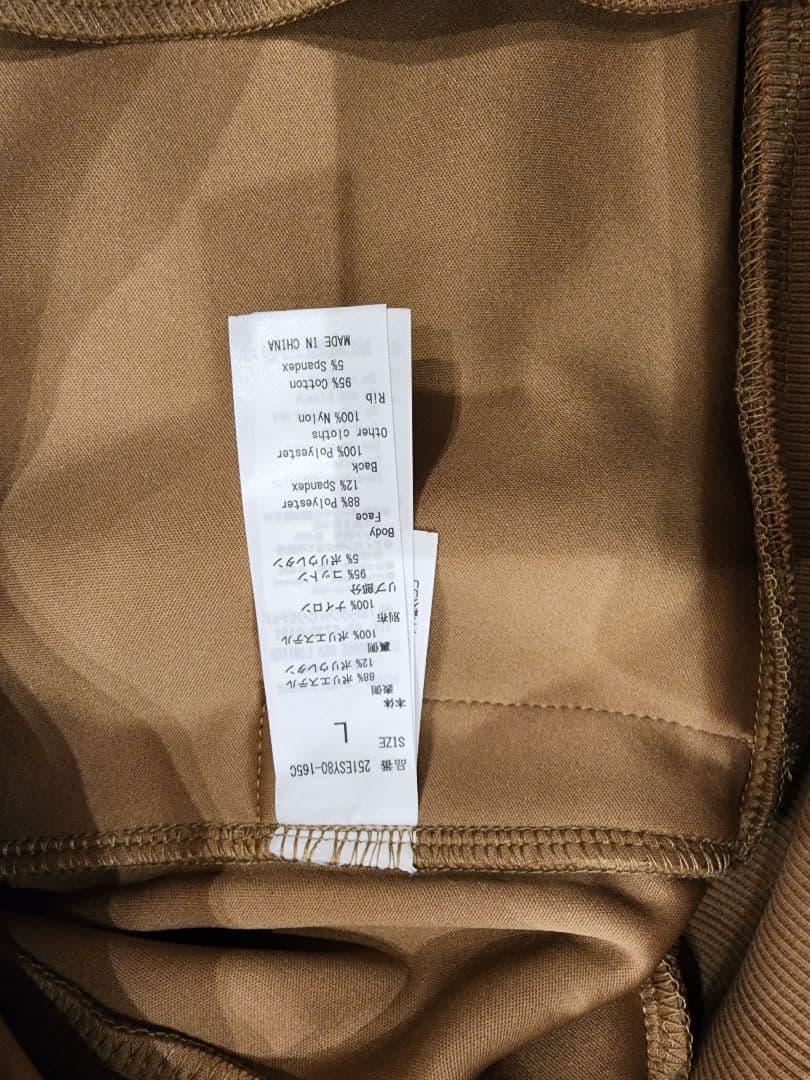 品番 251ESY80-165C
SIZE L
本体
表側
88% ポリエステル
12% ポリウレタン
裏側
100% ポリエステル
別布
100% ナイロン
リブ部分
95% コットン
5% ポリウレタン
Body
Face
88% Polyester
12% Spandex
Back
100% Polyester
Other cloths
100% Nylon
Rib
95% Cotton
5% Spandex
MADE IN CHINA